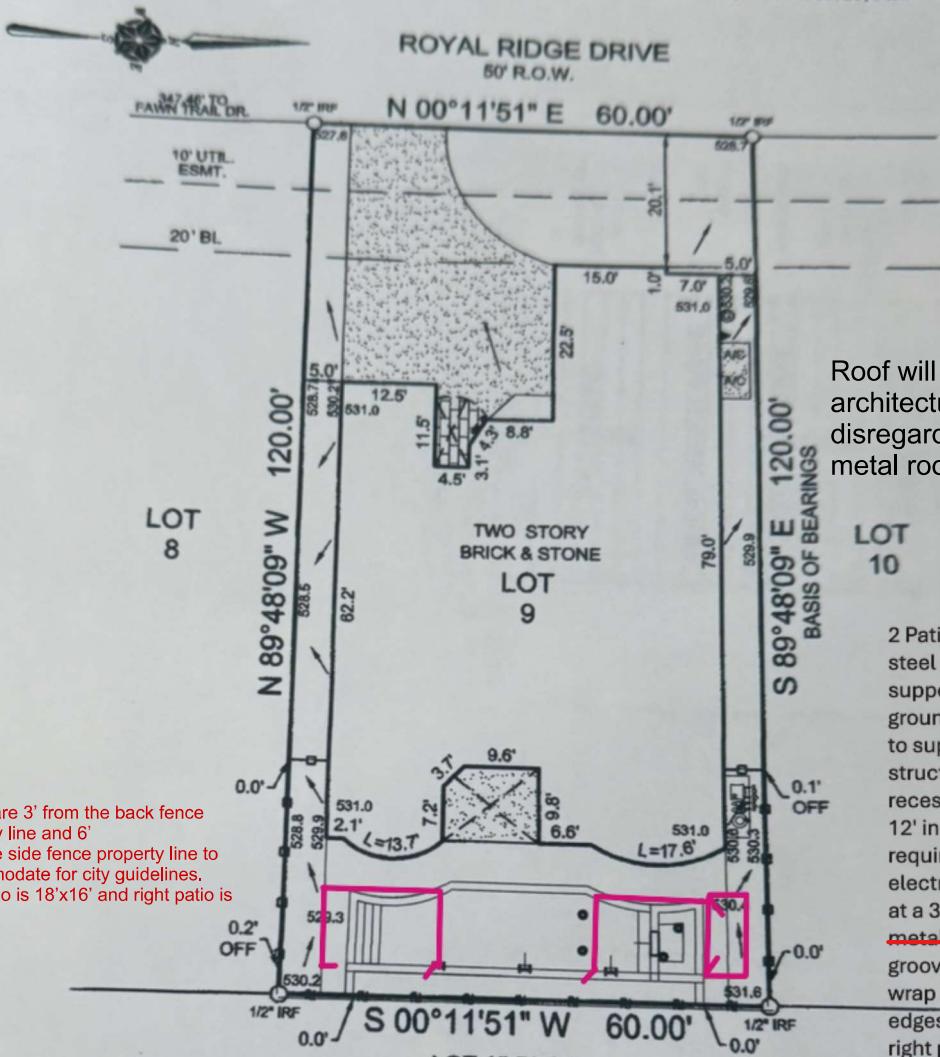 ROYAL RIDGE DRIVE
50' R.O.W.
347.46' TO
FAWN TRAIL DR.
1/2" IRF
N 00°11'51" E 60.00'
1/2" IRF
527.6
528.7
10' UTIL.
ESMT.
20' BL
20.1'
15.0'
1.0'
7.0'
5.0'
531.0
530.3
529.6
A/C
A/C
22.5'
5.0'
528.7
530.2
531.0
12.5'
11.5'
4.3'
8.8'
3.1'
4.5'
Roof will
architectu
disregard
metal roo
N 89°48'09" W 120.00'
S 89°48'09" E 120.00'
BASIS OF BEARINGS
LOT
8
TWO STORY
BRICK & STONE
LOT
9
LOT
10
79.0'
529.9
528.5
62.2'
2 Pati
steel
suppo
groun
to sup
struct
reces
12' in
requir
electr
at a 3
metal
groov
wrap
edges
right p
9.6'
3.7'
7.2'
9.8'
0.0'
0.1'
OFF
are 3' from the back fence
y line and 6'
e side fence property line to
modate for city guidelines.
io is 18'x16' and right patio is
528.8
529.9
531.0
2.1'
L=13.7'
6.6'
531.0
L=17.6'
530.3
529.3
530.4
0.2'
OFF
0.0'
530.2
531.6
1/2" IRF
S 00°11'51" W 60.00'
1/2" IRF
0.0'
0.0'